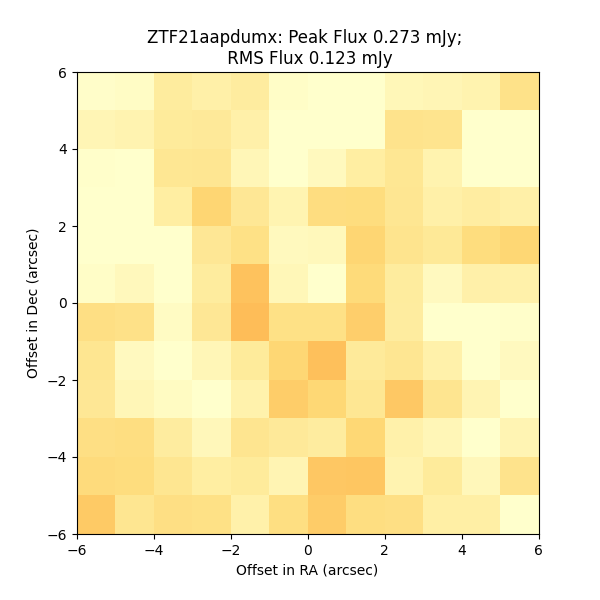 ZTF21aapdumx: Peak Flux 0.273 mJy;
RMS Flux 0.123 mJy
6
4
2
0
−2
−4
−6
Offset in Dec (arcsec)
−6 −4 −2 0 2 4 6
Offset in RA (arcsec)